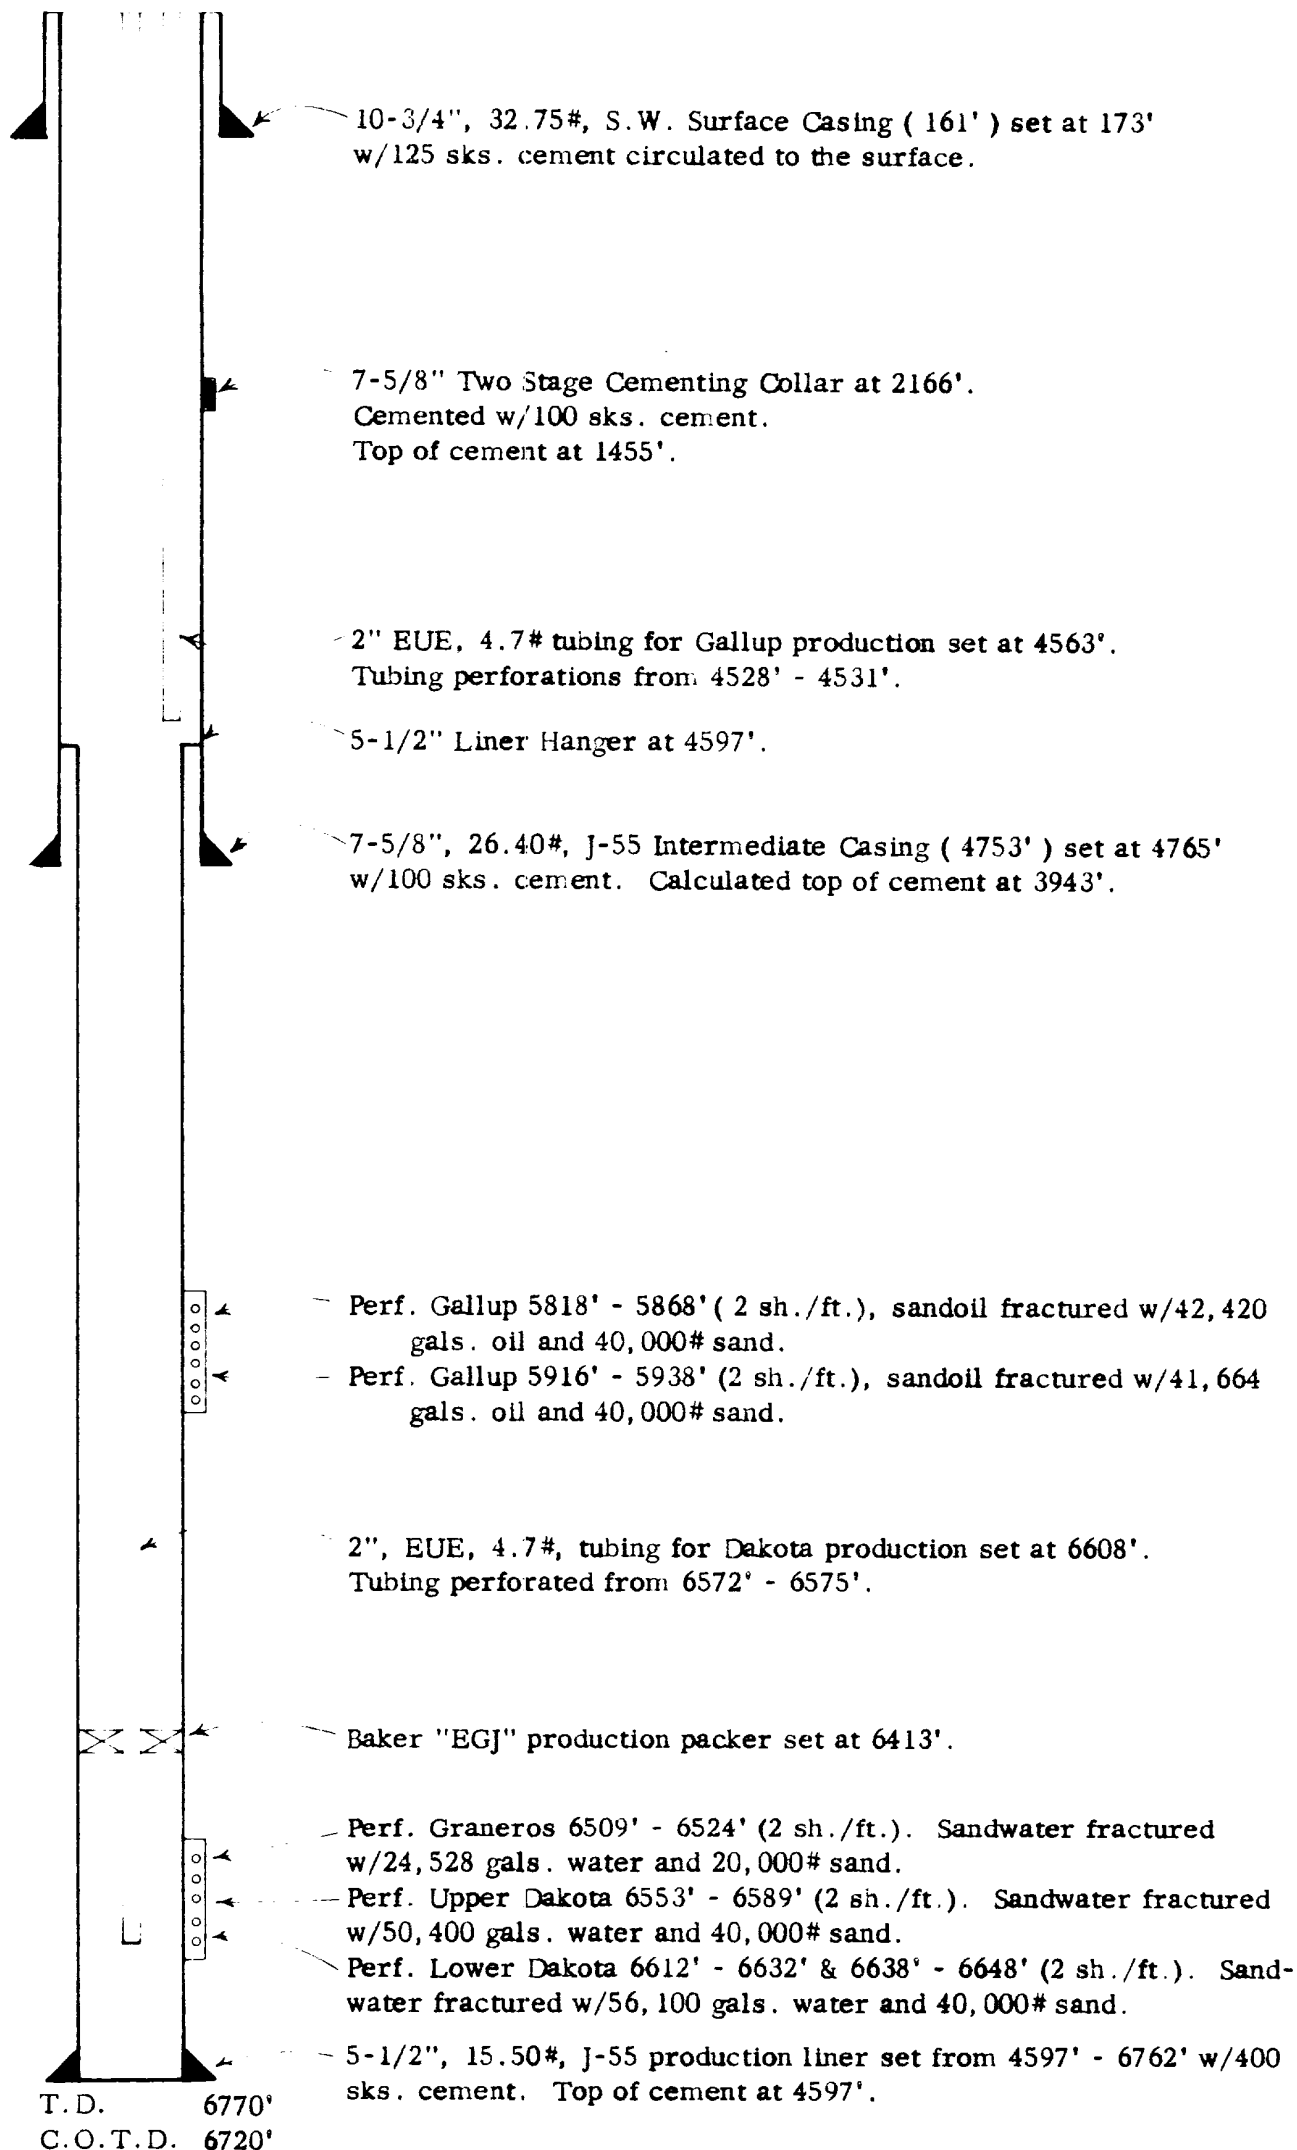 10-3/4", 32.75#, S.W. Surface Casing ( 161' ) set at 173'
w/125 sks. cement circulated to the surface.
7-5/8" Two Stage Cementing Collar at 2166'.
Cemented w/100 sks. cement.
Top of cement at 1455'.
2" EUE, 4.7# tubing for Gallup production set at 4563'.
Tubing perforations from 4528' - 4531'.
5-1/2" Liner Hanger at 4597'.
7-5/8", 26.40#, J-55 Intermediate Casing ( 4753' ) set at 4765'
w/100 sks. cement. Calculated top of cement at 3943'.
Perf. Gallup 5818' - 5868' ( 2 sh./ft.), sandoil fractured w/42,420
gals. oil and 40,000# sand.
Perf. Gallup 5916' - 5938' (2 sh./ft.), sandoil fractured w/41,664
gals. oil and 40,000# sand.
2", EUE, 4.7#, tubing for Dakota production set at 6608'.
Tubing perforated from 6572' - 6575'.
Baker "EGJ" production packer set at 6413'.
Perf. Graneros 6509' - 6524' (2 sh./ft.). Sandwater fractured
w/24,528 gals. water and 20,000# sand.
Perf. Upper Dakota 6553' - 6589' (2 sh./ft.). Sandwater fractured
w/50,400 gals. water and 40,000# sand.
Perf. Lower Dakota 6612' - 6632' & 6638' - 6648' (2 sh./ft.). Sand-
water fractured w/56,100 gals. water and 40,000# sand.
5-1/2", 15.50#, J-55 production liner set from 4597' - 6762' w/400
sks. cement. Top of cement at 4597'.
T.D. 6770'
C.O.T.D. 6720'